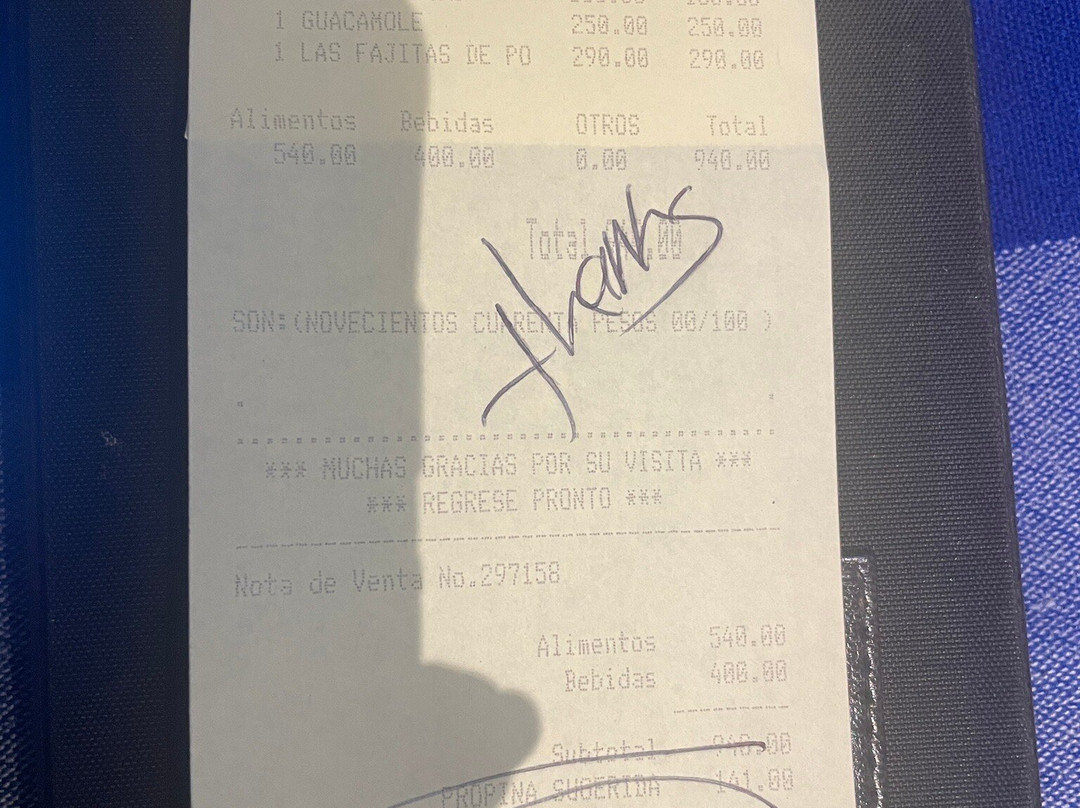 1 GUACAMOLE 250.00 250.00
1 LAS FAJITAS DE PO 290.00 290.00
Alimentos Bebidas OTROS Total
540.00 400.00 0.00 940.00
Total
thanks
SON:(NOVECIENTOS CUARENTA PESOS 00/100 )
*** MUCHAS GRACIAS POR SU VISITA ***
*** REGRESE PRONTO ***
Nota de Venta No.297158
Alimentos 540.00
Bebidas 400.00
Subtotal 940.00
PROPINA SUGERIDA 141.00